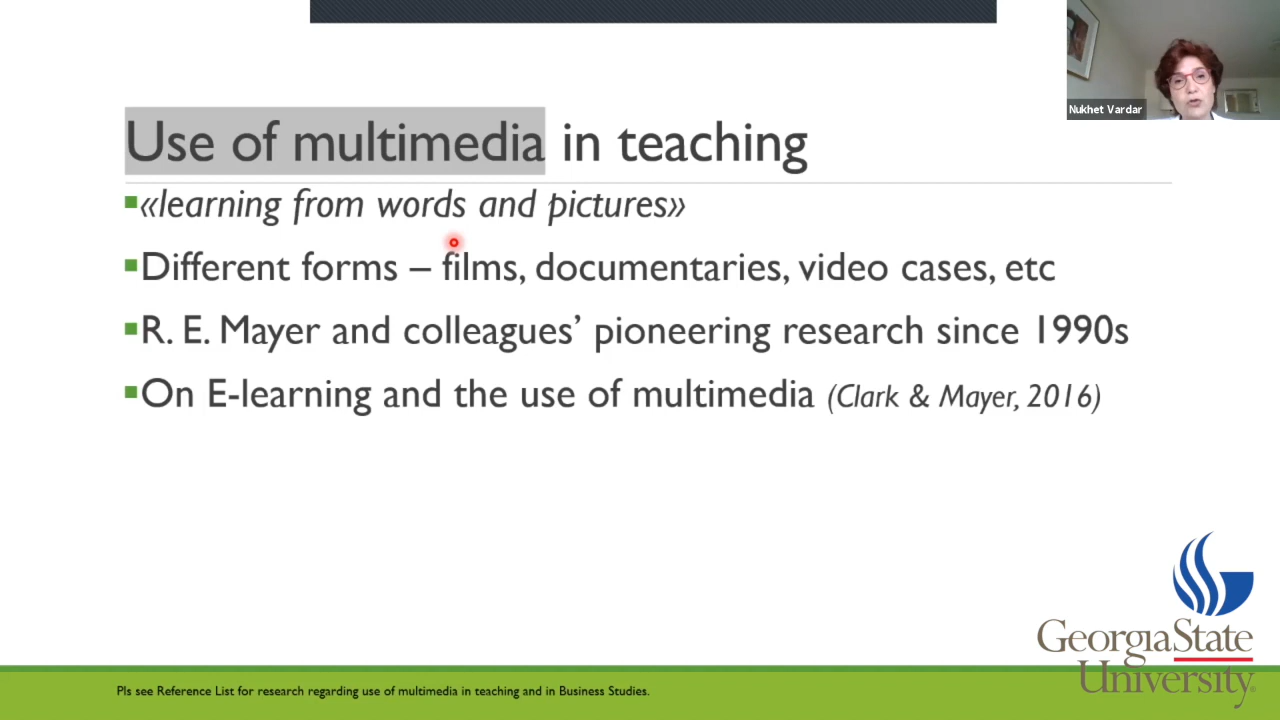 Nukhet Vardar
Use of multimedia in teaching
«learning from words and pictures»
Different forms – films, documentaries, video cases, etc
R. E. Mayer and colleagues’ pioneering research since 1990s
On E-learning and the use of multimedia (Clark & Mayer, 2016)
GeorgiaState
University
Pls see Reference List for research regarding use of multimedia in teaching and in Business Studies.